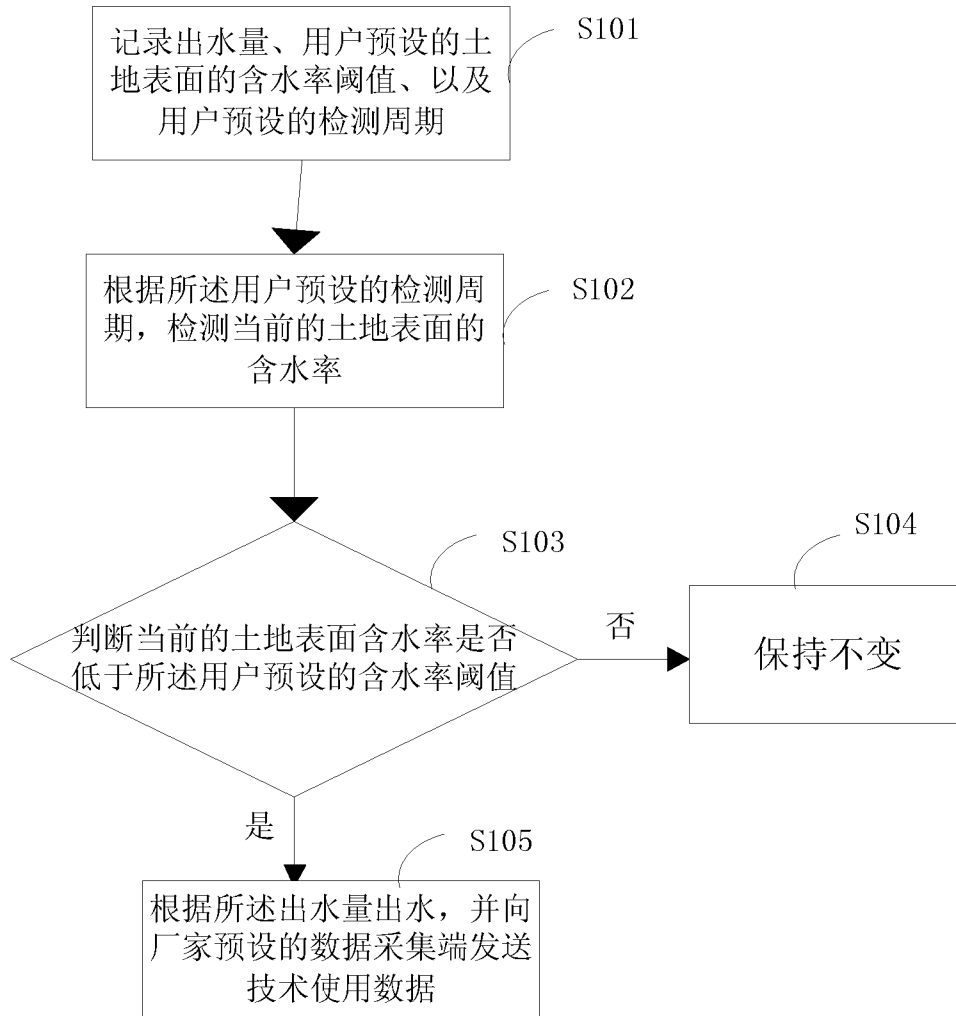 记录出水量、用户预设的土
地表面的含水率阈值、以及
用户预设的检测周期
S101
根据所述用户预设的检测周
期，检测当前的土地表面的
含水率
S102
判断当前的土地表面含水率是否
低于所述用户预设的含水率阈值
S103
否
保持不变
S104
是
根据所述出水量出水，并向
厂家预设的数据采集端发送
技术使用数据
S105